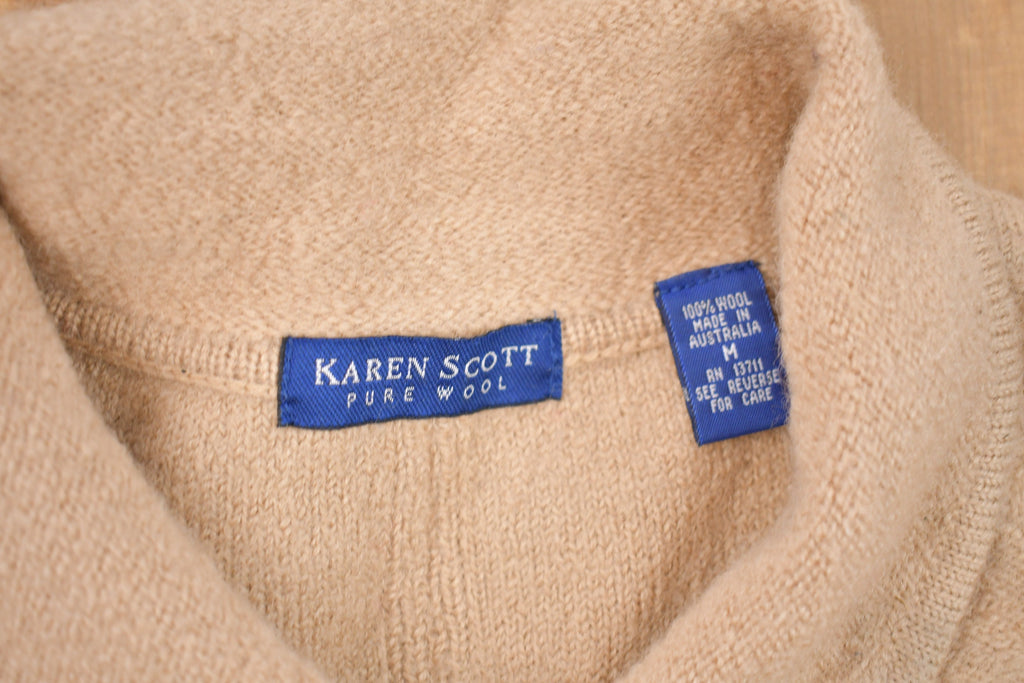 KAREN SCOTT
PURE WOOL
100% WOOL
MADE IN
AUSTRALIA
M
RN 13711
SEE REVERSE
FOR CARE